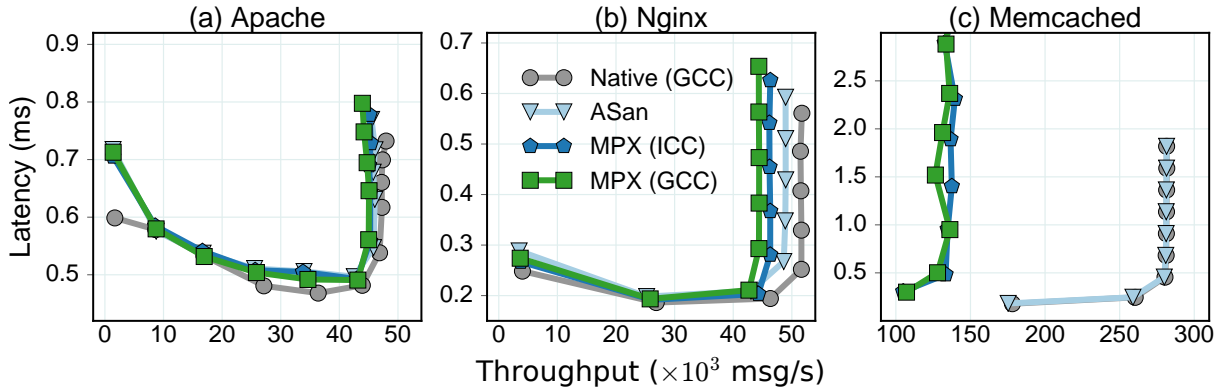 (a) Apache
(b) Nginx
(c) Memcached
Latency (ms)
0.9
0.8
0.7
0.6
0.5
0 10 20 30 40 50
0.7
0.6
0.5
0.4
0.3
0.2
0 10 20 30 40 50
Native (GCC)
ASan
MPX (ICC)
MPX (GCC)
2.5
2.0
1.5
1.0
0.5
100 150 200 250 300
Throughput (×10³ msg/s)